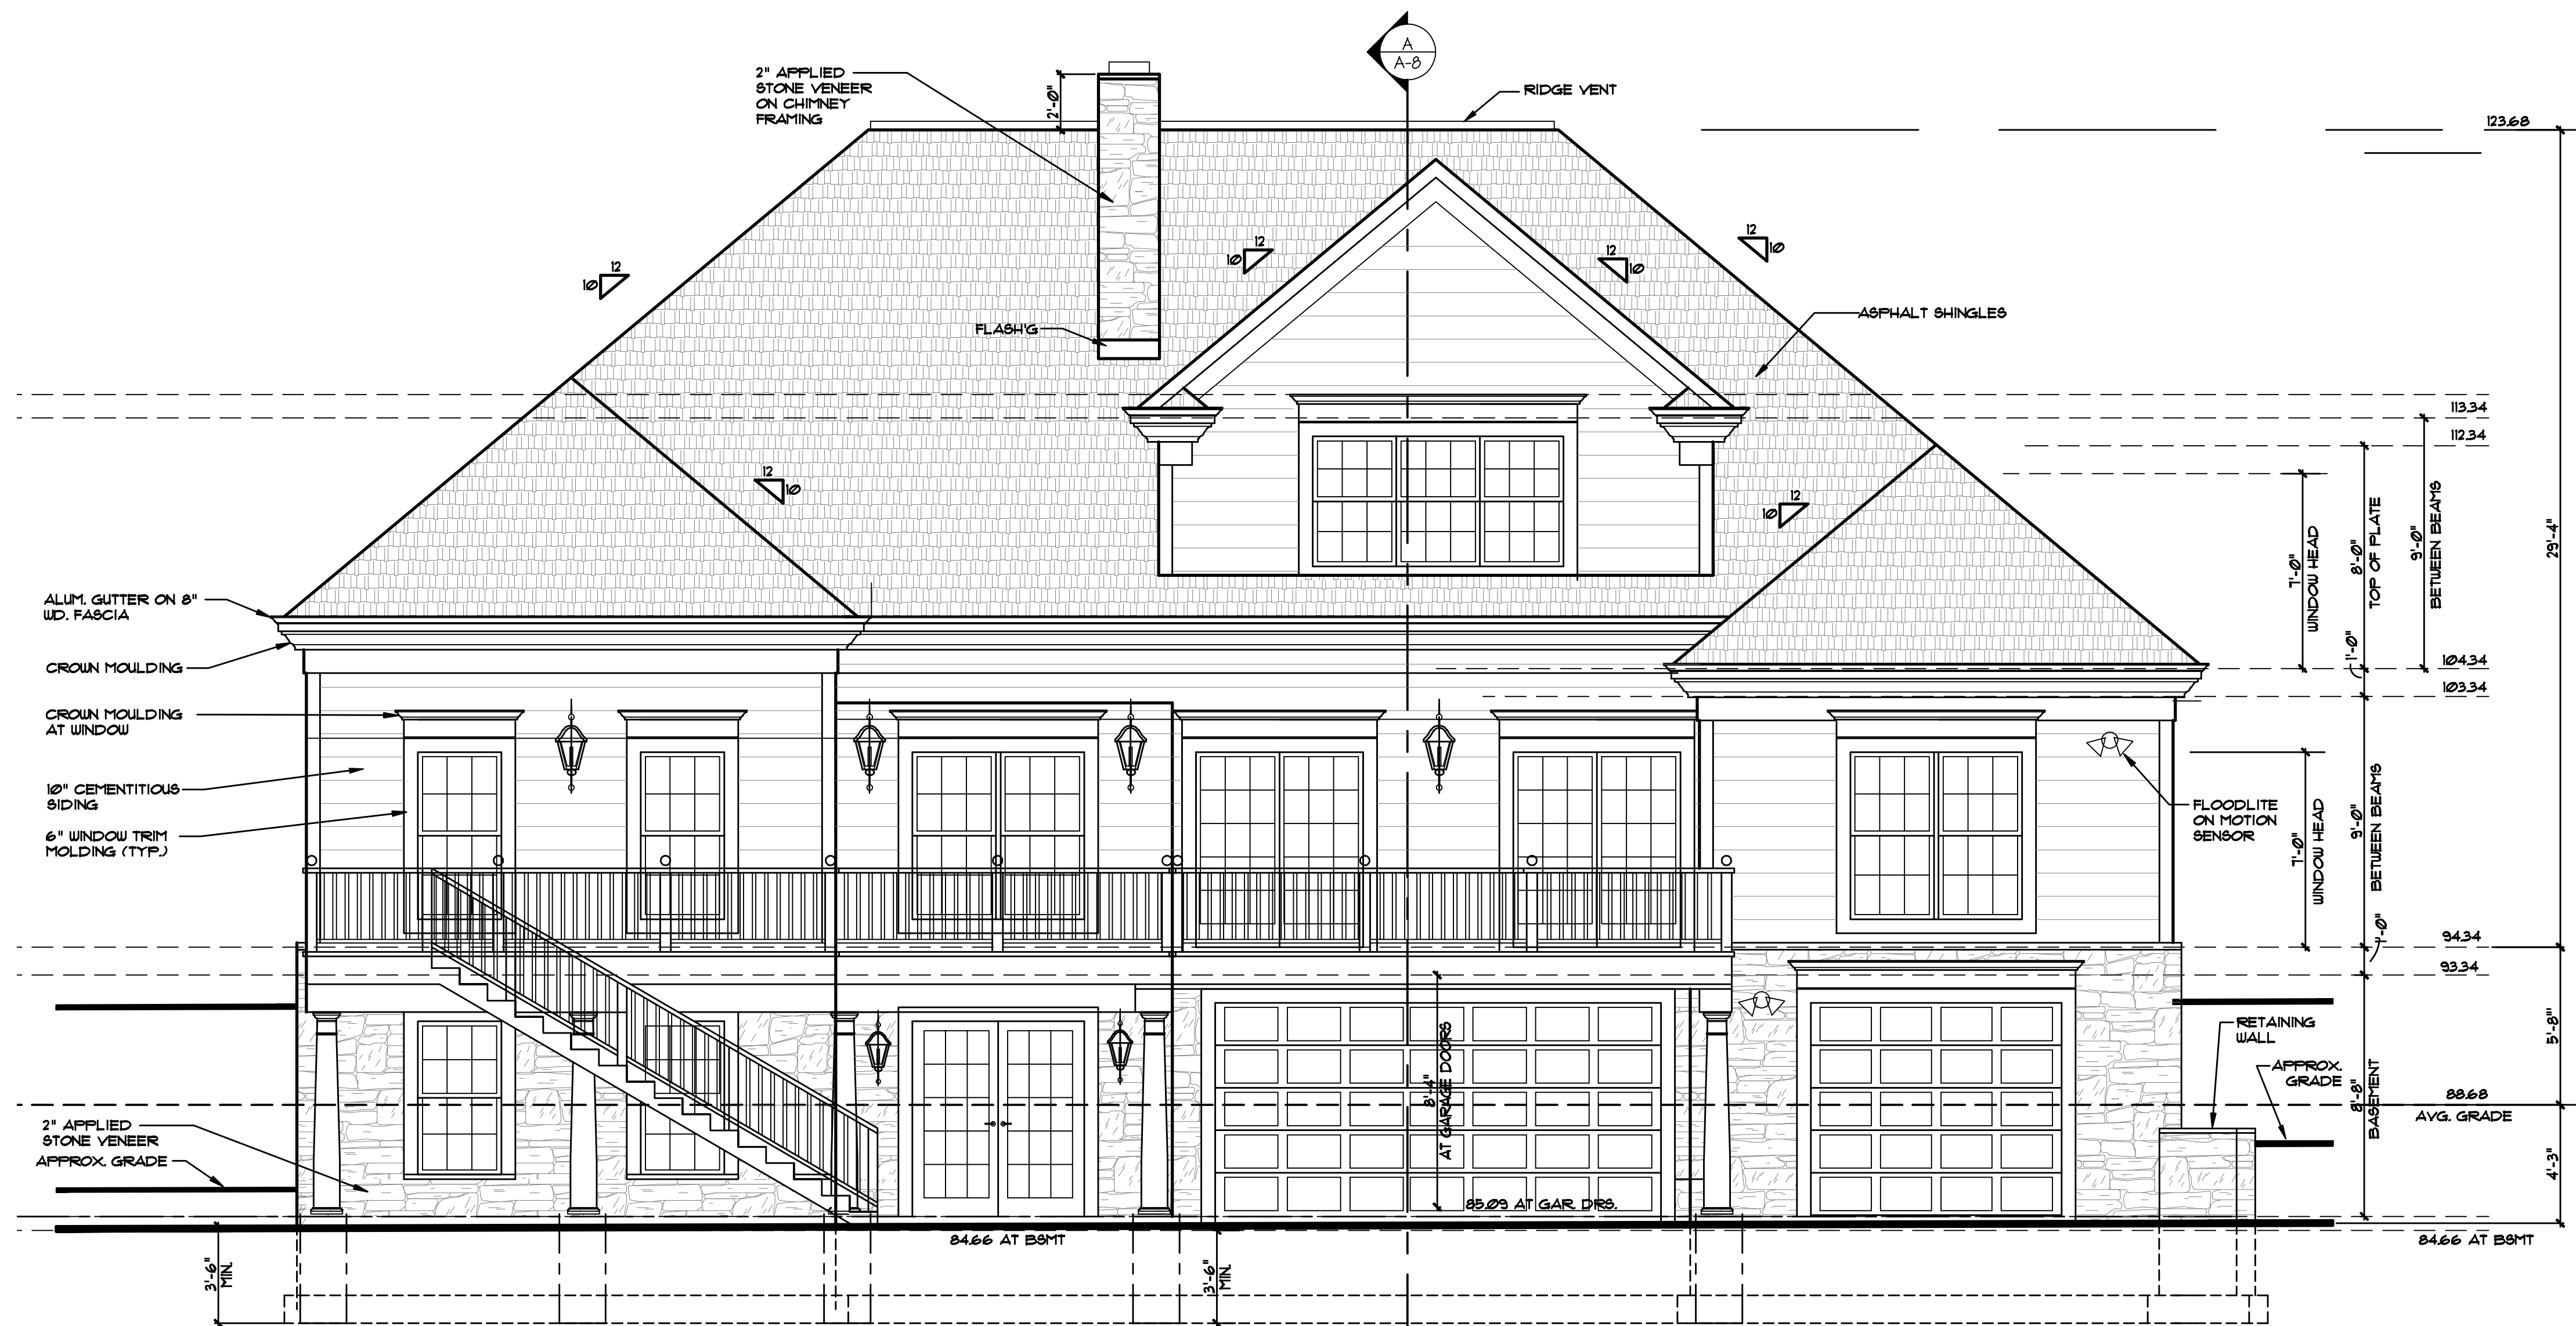 A
A-8
2" APPLIED
STONE VENEER
ON CHIMNEY
FRAMING
2'-0"
RIDGE VENT
123.68
12
10
12
10
12
10
12
10
FLASH'G
ASPHALT SHINGLES
113.34
112.34
12
10
12
10
7'-0"
WINDOW HEAD
8'-0"
TOP OF PLATE
9'-0"
BETWEEN BEAMS
29'-4"
ALUM. GUTTER ON 8"
WD. FASCIA
CROWN MOULDING
1'-0"
104.34
103.34
CROWN MOULDING
AT WINDOW
10" CEMENTITIOUS
SIDING
6" WINDOW TRIM
MOLDING (TYP.)
FLOODLITE
ON MOTION
SENSOR
7'-0"
WINDOW HEAD
9'-0"
BETWEEN BEAMS
1'-0"
94.34
93.34
8'-4"
AT GARAGE DOORS
RETAINING
WALL
APPROX.
GRADE
8'-8"
BASEMENT
5'-8"
88.68
AVG. GRADE
4'-3"
2" APPLIED
STONE VENEER
APPROX. GRADE
85.09 AT GAR. DRS.
84.66 AT BSMT
84.66 AT BSMT
3'-6"
MIN.
3'-6"
MIN.